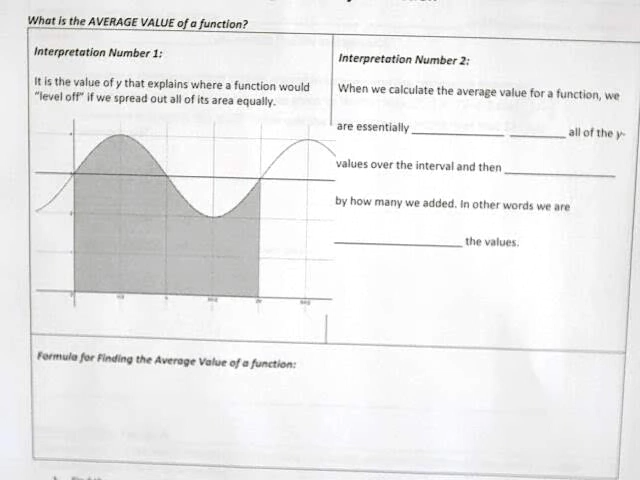 What is the AVERAGE VALUE of a function?
Interpretation Number 1:
It is the value of y that explains where a function would
"level off" if we spread out all of its area equally.
Interpretation Number 2:
When we calculate the average value for a function, we
are essentially ____________ ________ all of the y-
values over the interval and then ______________
by how many we added. In other words we are
________________ the values.
Formula for Finding the Average Value of a function: